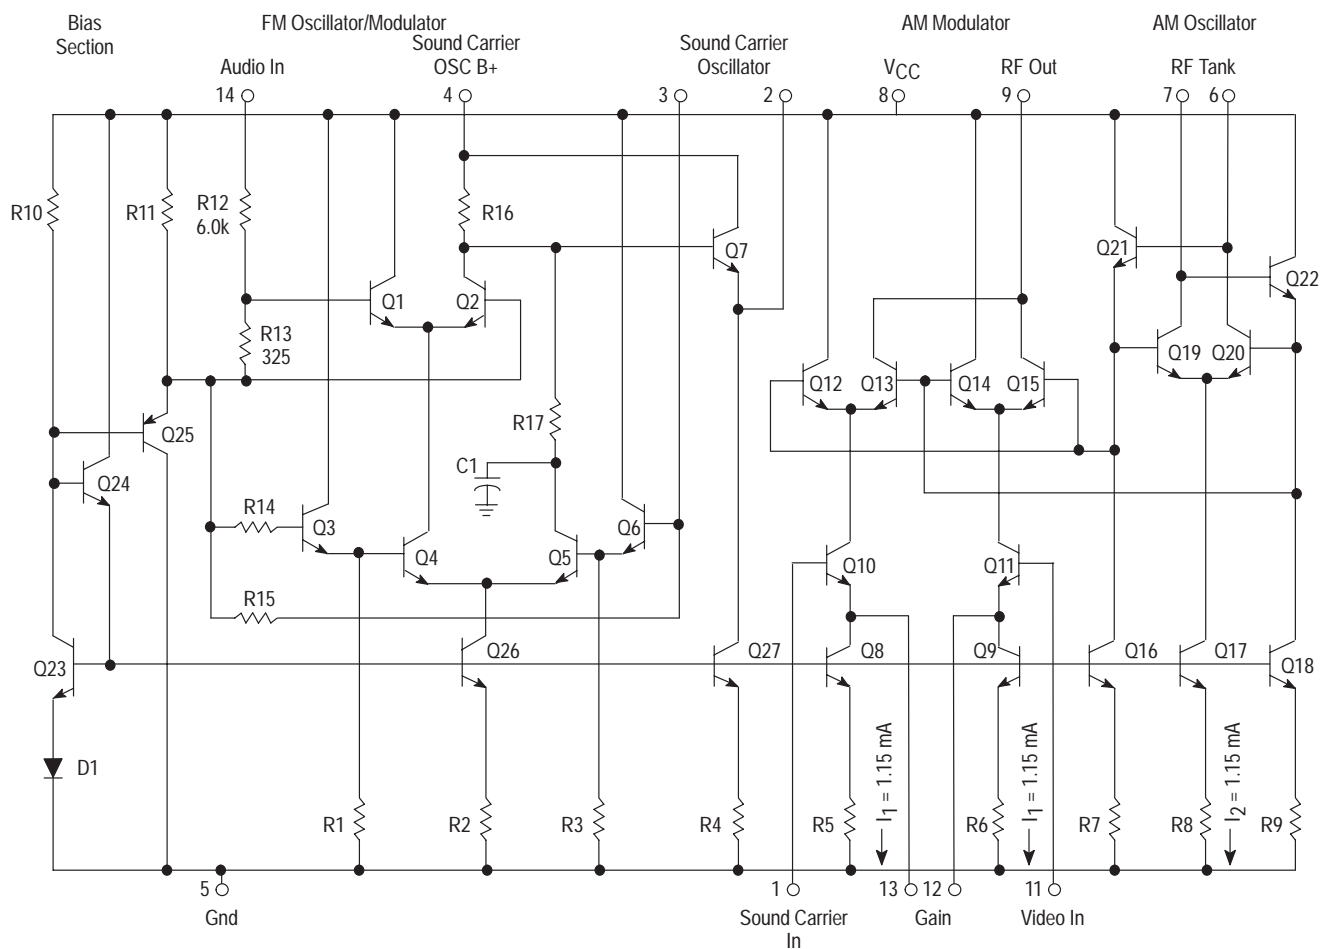 Bias
Section
FM Oscillator/Modulator
AM Modulator
AM Oscillator
Audio In
Sound Carrier
OSC B+
Sound Carrier
Oscillator
VCC
RF Out
RF Tank
14
4
3
2
8
9
7
6
R10
R11
R12
6.0k
R16
Q7
Q21
Q22
Q1
Q2
R13
325
Q19
Q20
Q12
Q13
Q14
Q15
R17
Q25
C1
Q24
R14
Q3
Q4
Q5
Q6
Q10
Q11
R15
Q23
Q26
Q27
Q8
Q9
Q16
Q17
Q18
D1
R1
R2
R3
R4
R5
I1 = 1.15 mA
R6
I1 = 1.15 mA
R7
R8
I2 = 1.15 mA
R9
5
1
13
12
11
Gnd
Sound Carrier
In
Gain
Video In